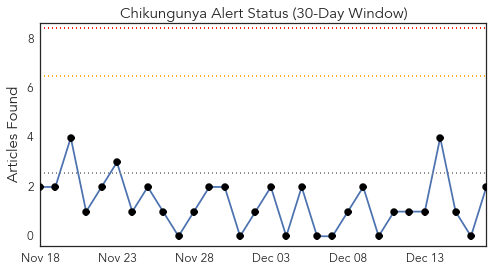 Chikungunya Alert Status (30-Day Window)
Articles Found
8
6
4
2
0
Nov 18
Nov 23
Nov 28
Dec 03
Dec 08
Dec 13